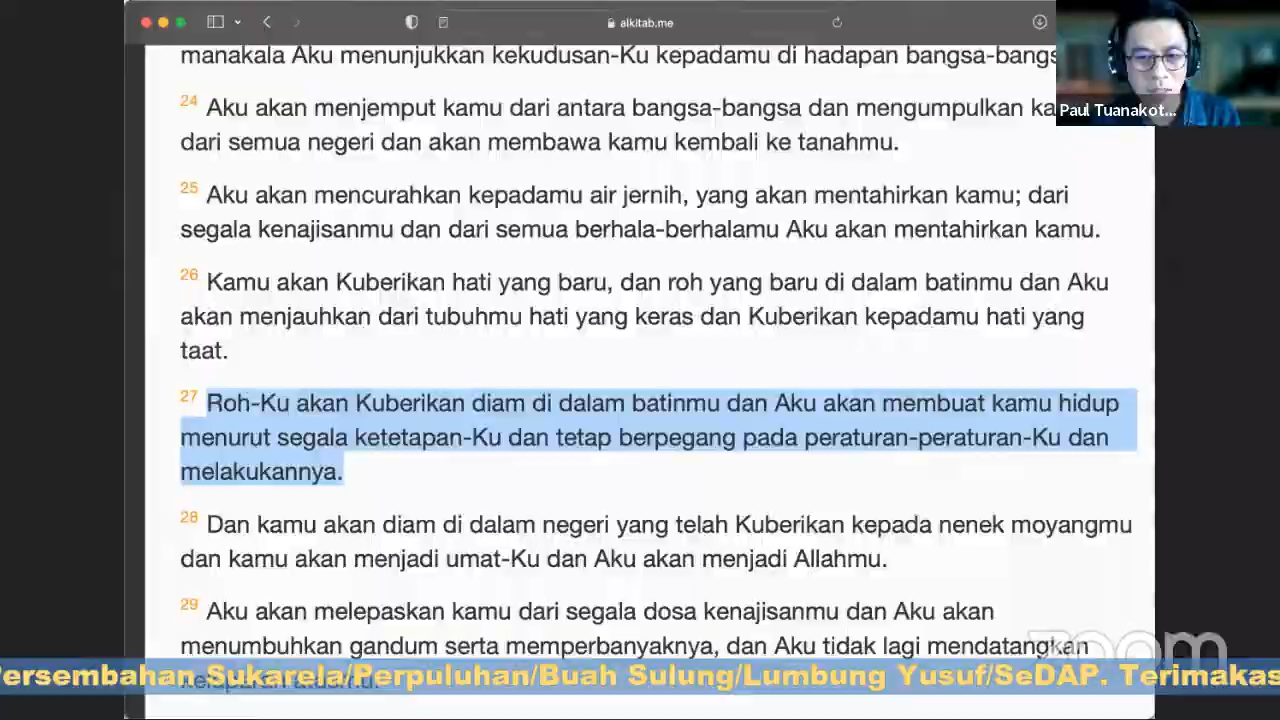 alkitab.me
manakala Aku menunjukkan kekudusan-Ku kepadamu di hadapan
Paul Tuanakot...
24 Aku akan menjemput kamu dari antara bangsa-bangsa dan mengumpulkan
dari semua negeri dan akan membawa kamu kembali ke tanahmu.
25 Aku akan mencurahkan kepadamu air jernih, yang akan mentahirkan kamu; dari
segala kenajisanmu dan dari semua berhala-berhalamu Aku akan mentahirkan kamu.
26 Kamu akan Kuberikan hati yang baru, dan roh yang baru di dalam batinmu dan Aku
akan menjauhkan dari tubuhmu hati yang keras dan Kuberikan kepadamu hati yang
taat.
27 Roh-Ku akan Kuberikan diam di dalam batinmu dan Aku akan membuat kamu hidup
menurut segala ketetapan-Ku dan tetap berpegang pada peraturan-peraturan-Ku dan
melakukannya.
28 Dan kamu akan diam di dalam negeri yang telah Kuberikan kepada nenek moyangmu
dan kamu akan menjadi umat-Ku dan Aku akan menjadi Allahmu.
29 Aku akan melepaskan kamu dari segala dosa kenajisanmu dan Aku akan
menumbuhkan gandum serta memperbanyaknya, dan Aku tidak lagi mendatangkan
zoom
Persembahan Sukarela/Perpuluhan/Buah Sulung/Lumbung Yusuf/SeDAP. Terimakas